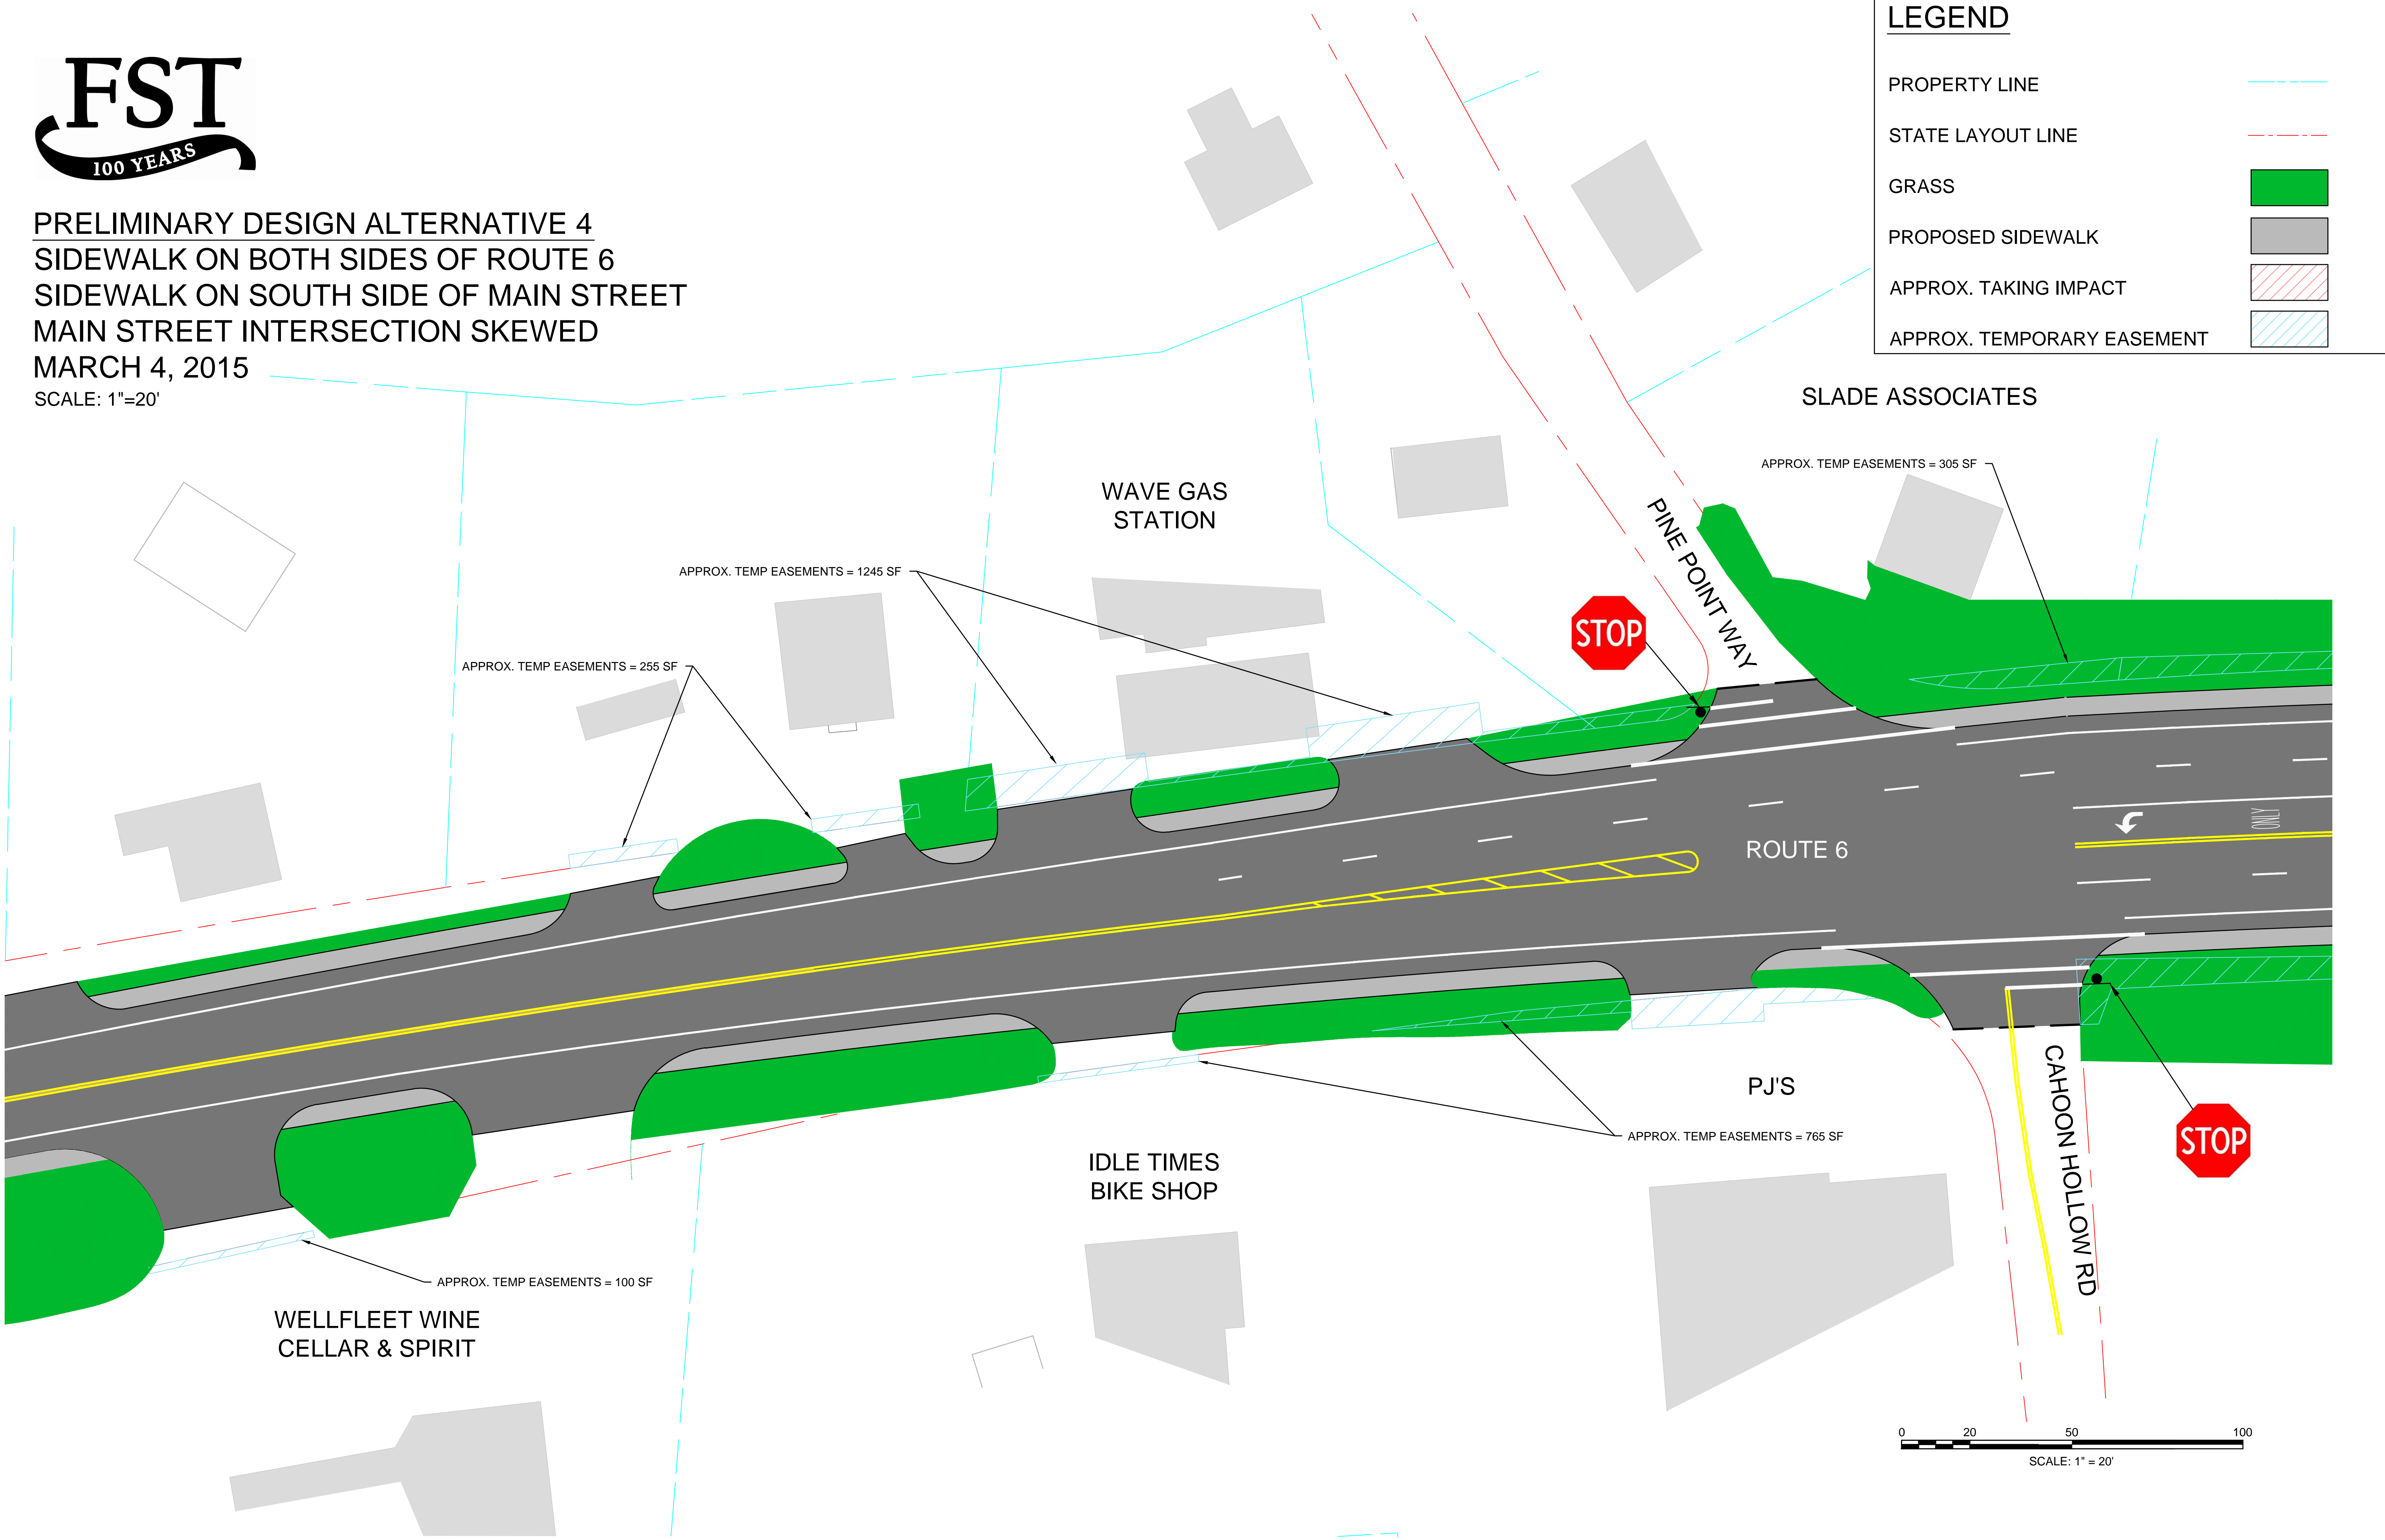 FST
100 YEARS
PRELIMINARY DESIGN ALTERNATIVE 4
SIDEWALK ON BOTH SIDES OF ROUTE 6
SIDEWALK ON SOUTH SIDE OF MAIN STREET
MAIN STREET INTERSECTION SKEWED
MARCH 4, 2015
SCALE: 1"=20'
LEGEND
PROPERTY LINE
STATE LAYOUT LINE
GRASS
PROPOSED SIDEWALK
APPROX. TAKING IMPACT
APPROX. TEMPORARY EASEMENT
SLADE ASSOCIATES
APPROX. TEMP EASEMENTS = 305 SF
WAVE GAS
STATION
APPROX. TEMP EASEMENTS = 1245 SF
PINE POINT WAY
STOP
APPROX. TEMP EASEMENTS = 255 SF
ONLY
ROUTE 6
PJ'S
CAHOON HOLLOW RD
APPROX. TEMP EASEMENTS = 765 SF
STOP
IDLE TIMES
BIKE SHOP
APPROX. TEMP EASEMENTS = 100 SF
WELLFLEET WINE
CELLAR & SPIRIT
0 20 50 100
SCALE: 1" = 20'